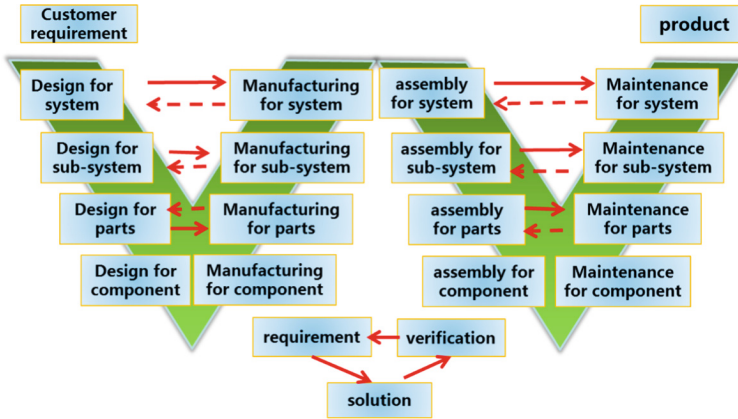 Customer
requirement
product
Design for
system
Manufacturing
for system
assembly
for system
Maintenance
for system
Design for
sub-system
Manufacturing
for sub-system
assembly for
sub-system
Maintenance
for sub-system
Design for
parts
Manufacturing
for parts
assembly
for parts
Maintenance
for parts
Design for
component
Manufacturing
for component
assembly for
component
Maintenance
for component
requirement
verification
solution